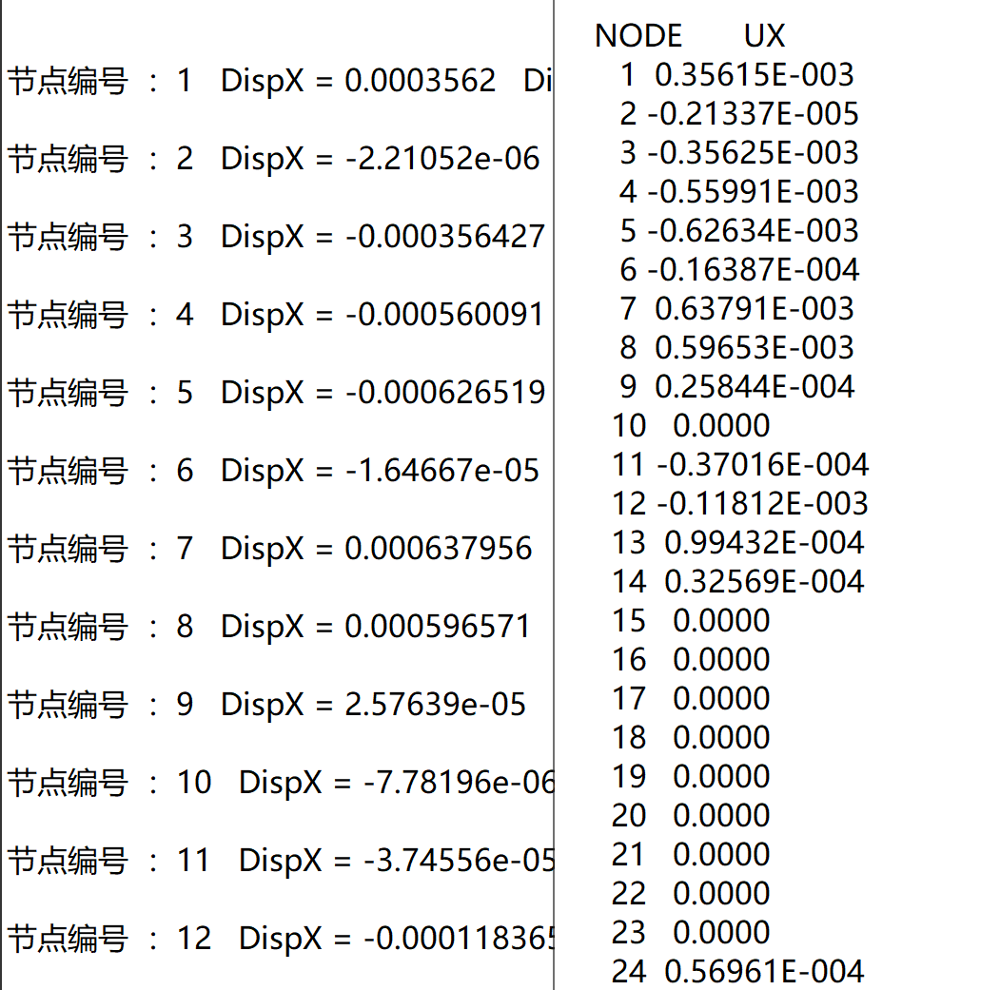 节点编号 : 1 DispX = 0.0003562 Di
节点编号 : 2 DispX = -2.21052e-06
节点编号 : 3 DispX = -0.000356427
节点编号 : 4 DispX = -0.000560091
节点编号 : 5 DispX = -0.000626519
节点编号 : 6 DispX = -1.64667e-05
节点编号 : 7 DispX = 0.000637956
节点编号 : 8 DispX = 0.000596571
节点编号 : 9 DispX = 2.57639e-05
节点编号 : 10 DispX = -7.78196e-06
节点编号 : 11 DispX = -3.74556e-05
节点编号 : 12 DispX = -0.000118365
NODE UX
1 0.35615E-003
2 -0.21337E-005
3 -0.35625E-003
4 -0.55991E-003
5 -0.62634E-003
6 -0.16387E-004
7 0.63791E-003
8 0.59653E-003
9 0.25844E-004
10 0.0000
11 -0.37016E-004
12 -0.11812E-003
13 0.99432E-004
14 0.32569E-004
15 0.0000
16 0.0000
17 0.0000
18 0.0000
19 0.0000
20 0.0000
21 0.0000
22 0.0000
23 0.0000
24 0.56961E-004